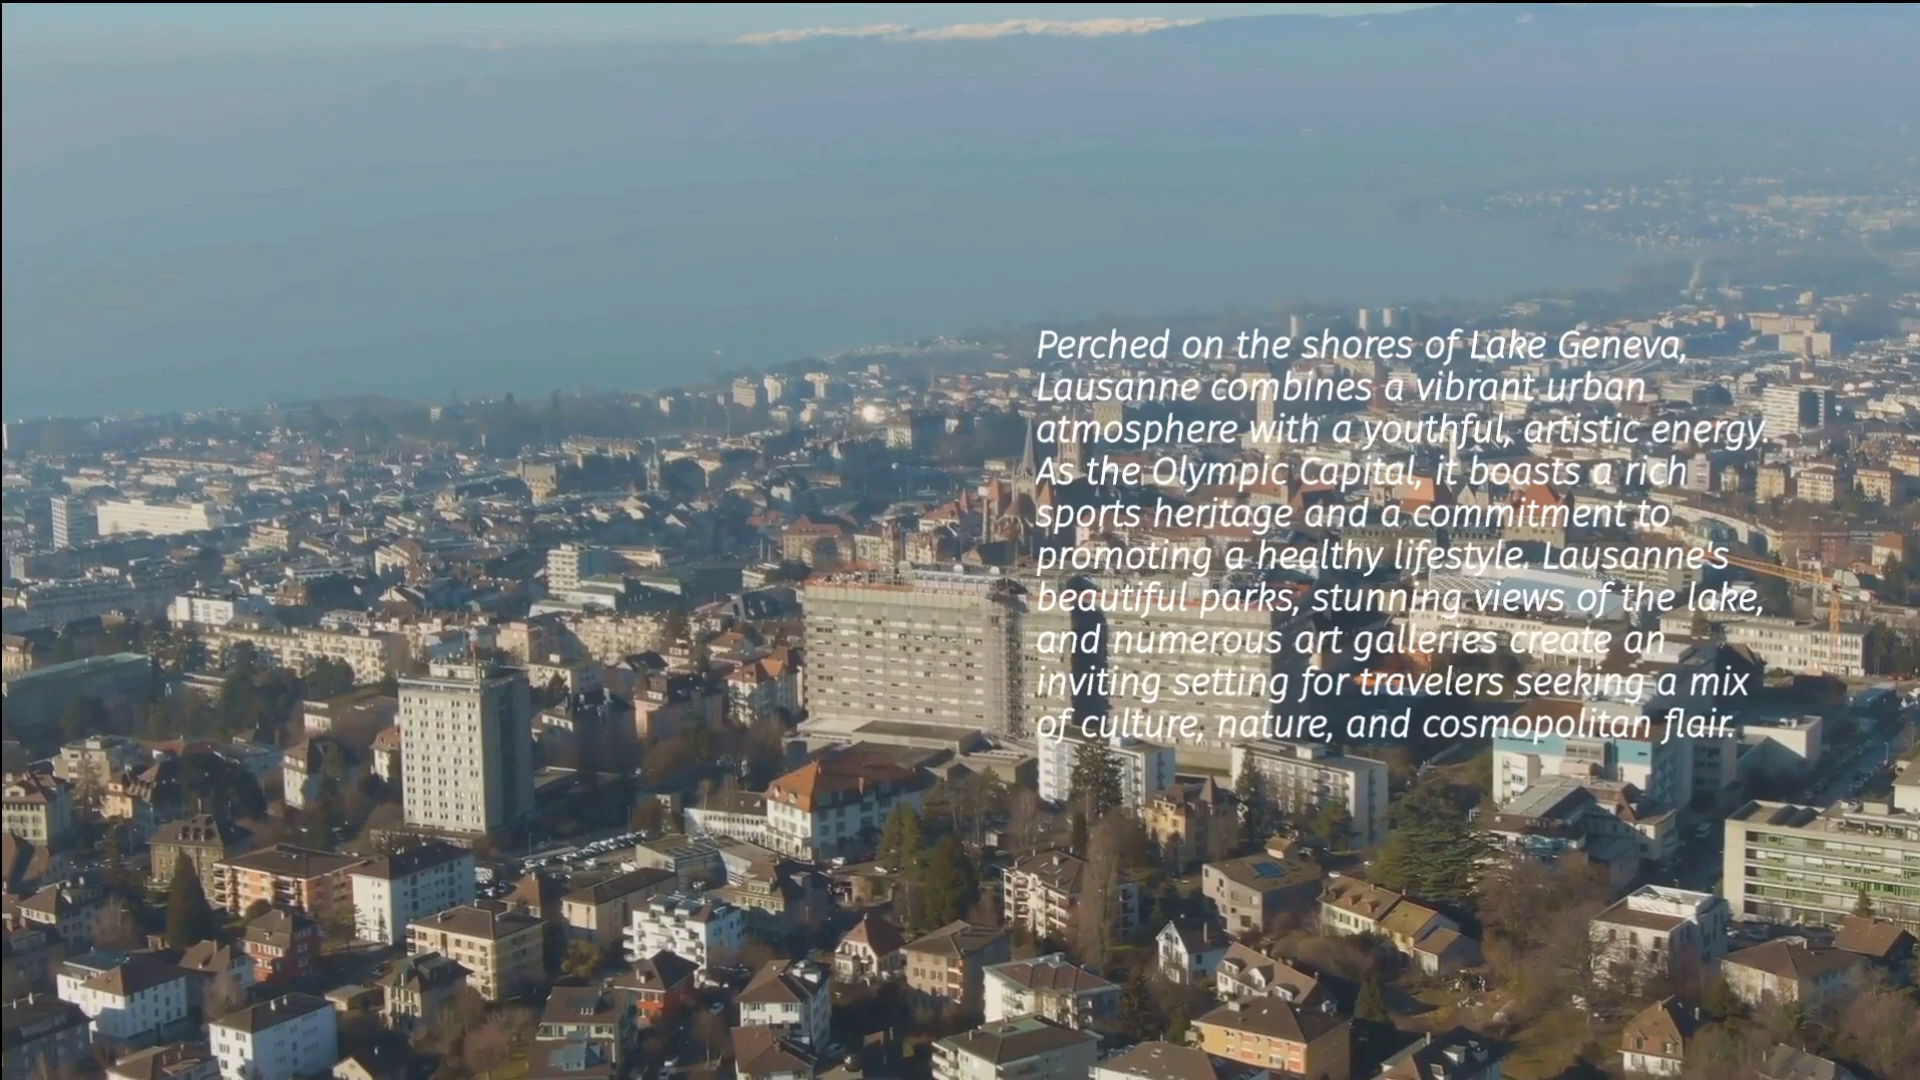 Perched on the shores of Lake Geneva,
Lausanne combines a vibrant urban
atmosphere with a youthful, artistic energy.
As the Olympic Capital, it boasts a rich
sports heritage and a commitment to
promoting a healthy lifestyle. Lausanne's
beautiful parks, stunning views of the lake,
and numerous art galleries create an
inviting setting for travelers seeking a mix
of culture, nature, and cosmopolitan flair.